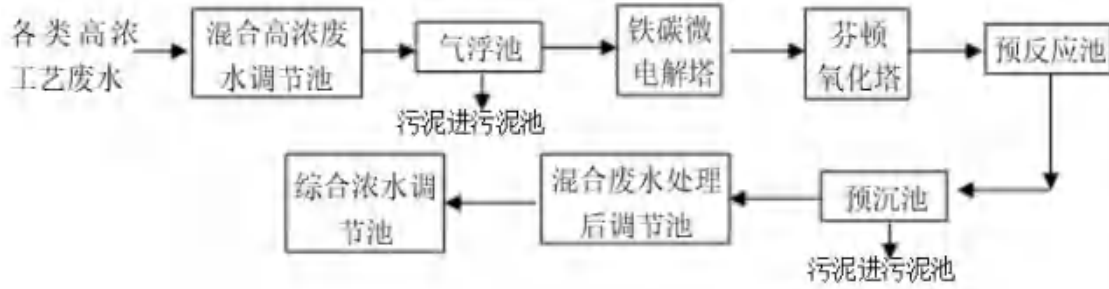 各类高浓
工艺废水
混合高浓废
水调节池
气浮池
污泥进污泥池
铁碳微
电解塔
芬顿
氧化塔
预反应池
预沉池
污泥进污泥池
混合废水处理
后调节池
综合浓水调
节池